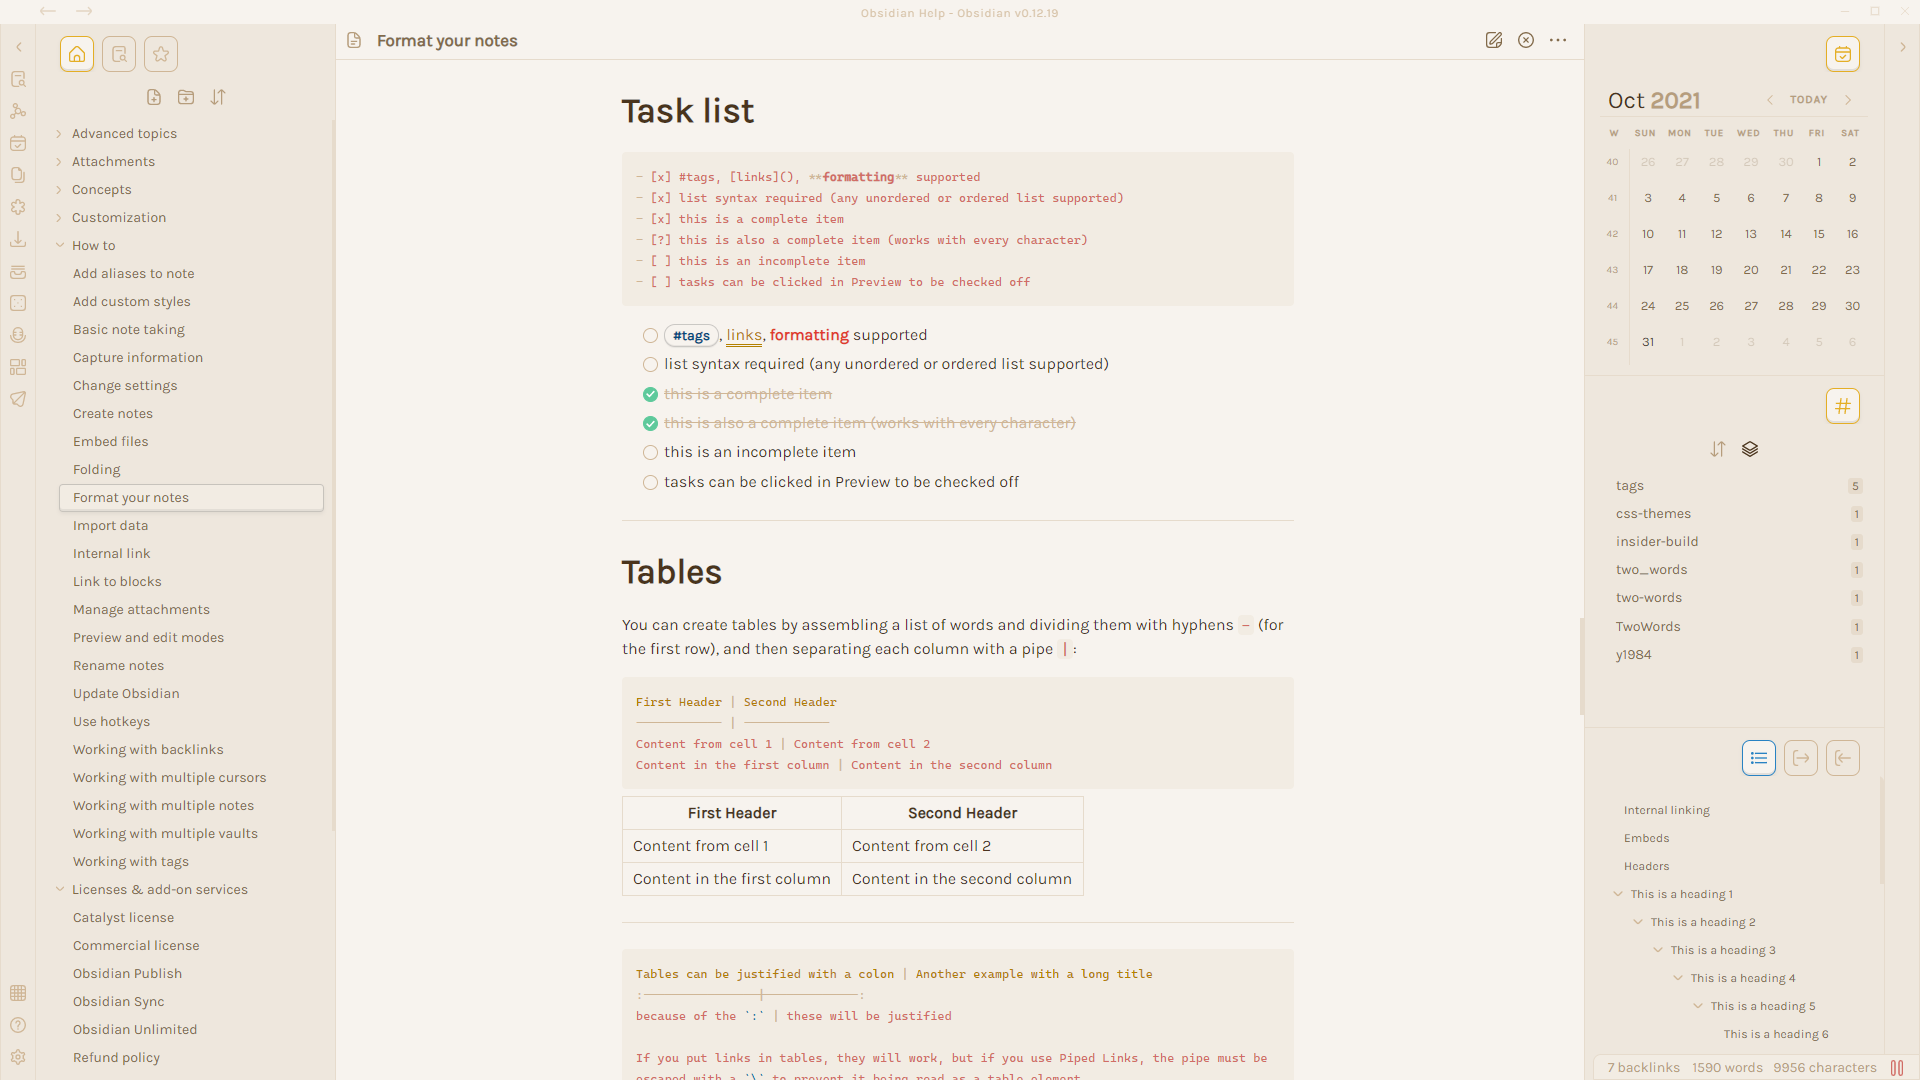 Obsidian Help - Obsidian v0.12.19
Format your notes
Advanced topics
Attachments
Concepts
Customization
How to
Add aliases to note
Add custom styles
Basic note taking
Capture information
Change settings
Create notes
Embed files
Folding
Format your notes
Import data
Internal link
Link to blocks
Manage attachments
Preview and edit modes
Rename notes
Update Obsidian
Use hotkeys
Working with backlinks
Working with multiple cursors
Working with multiple notes
Working with multiple vaults
Working with tags
Licenses & add-on services
Catalyst license
Commercial license
Obsidian Publish
Obsidian Sync
Obsidian Unlimited
Refund policy
Task list
- [x] #tags, [links](), **formatting** supported
- [x] list syntax required (any unordered or ordered list supported)
- [x] this is a complete item
- [?] this is also a complete item (works with every character)
- [ ] this is an incomplete item
- [ ] tasks can be clicked in Preview to be checked off
#tags, links, formatting supported
list syntax required (any unordered or ordered list supported)
this is a complete item
this is also a complete item (works with every character)
this is an incomplete item
tasks can be clicked in Preview to be checked off
Tables
You can create tables by assembling a list of words and dividing them with hyphens - (for
the first row), and then separating each column with a pipe | :
First Header | Second Header
------------ | ------------
Content from cell 1 | Content from cell 2
Content in the first column | Content in the second column
First Header Second Header
Content from cell 1 Content from cell 2
Content in the first column Content in the second column
Tables can be justified with a colon | Another example with a long title
:----------------|-------------:
because of the `:` | these will be justified
If you put links in tables, they will work, but if you use Piped Links, the pipe must be
escaped with a `\` to prevent it being read as a table element.
Oct 2021 TODAY
W SUN MON TUE WED THU FRI SAT
40 26 27 28 29 30 1 2
41 3 4 5 6 7 8 9
42 10 11 12 13 14 15 16
43 17 18 19 20 21 22 23
44 24 25 26 27 28 29 30
45 31 1 2 3 4 5 6
tags 5
css-themes 1
insider-build 1
two_words 1
two-words 1
TwoWords 1
y1984 1
Internal linking
Embeds
Headers
This is a heading 1
This is a heading 2
This is a heading 3
This is a heading 4
This is a heading 5
This is a heading 6
7 backlinks 1590 words 9956 characters